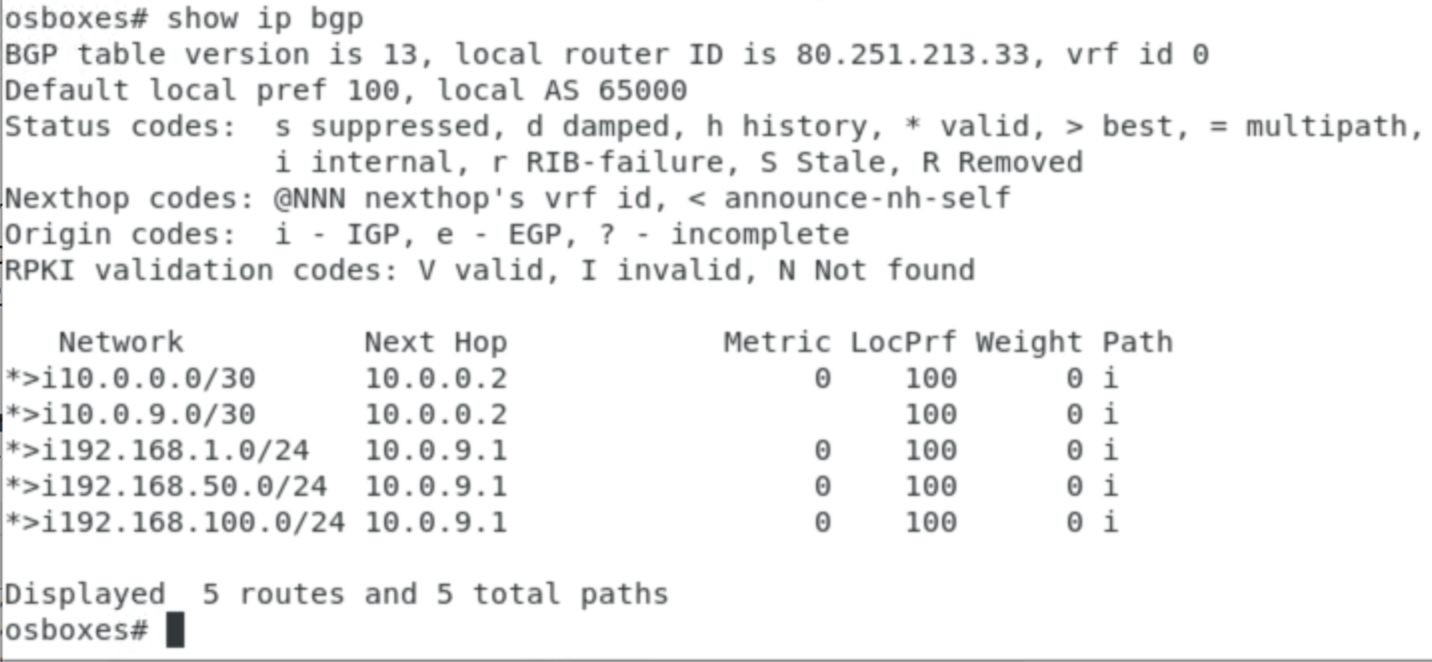 osboxes# show ip bgp
BGP table version is 13, local router ID is 80.251.213.33, vrf id 0
Default local pref 100, local AS 65000
Status codes:  s suppressed, d damped, h history, * valid, > best, = multipath,
               i internal, r RIB-failure, S Stale, R Removed
Nexthop codes: @NNN nexthop's vrf id, < announce-nh-self
Origin codes:  i - IGP, e - EGP, ? - incomplete
RPKI validation codes: V valid, I invalid, N Not found

   Network          Next Hop            Metric LocPrf Weight Path
*>i10.0.0.0/30      10.0.0.2                 0    100      0 i
*>i10.0.9.0/30      10.0.0.2                      100      0 i
*>i192.168.1.0/24   10.0.9.1                 0    100      0 i
*>i192.168.50.0/24  10.0.9.1                 0    100      0 i
*>i192.168.100.0/24 10.0.9.1                 0    100      0 i

Displayed  5 routes and 5 total paths
osboxes#